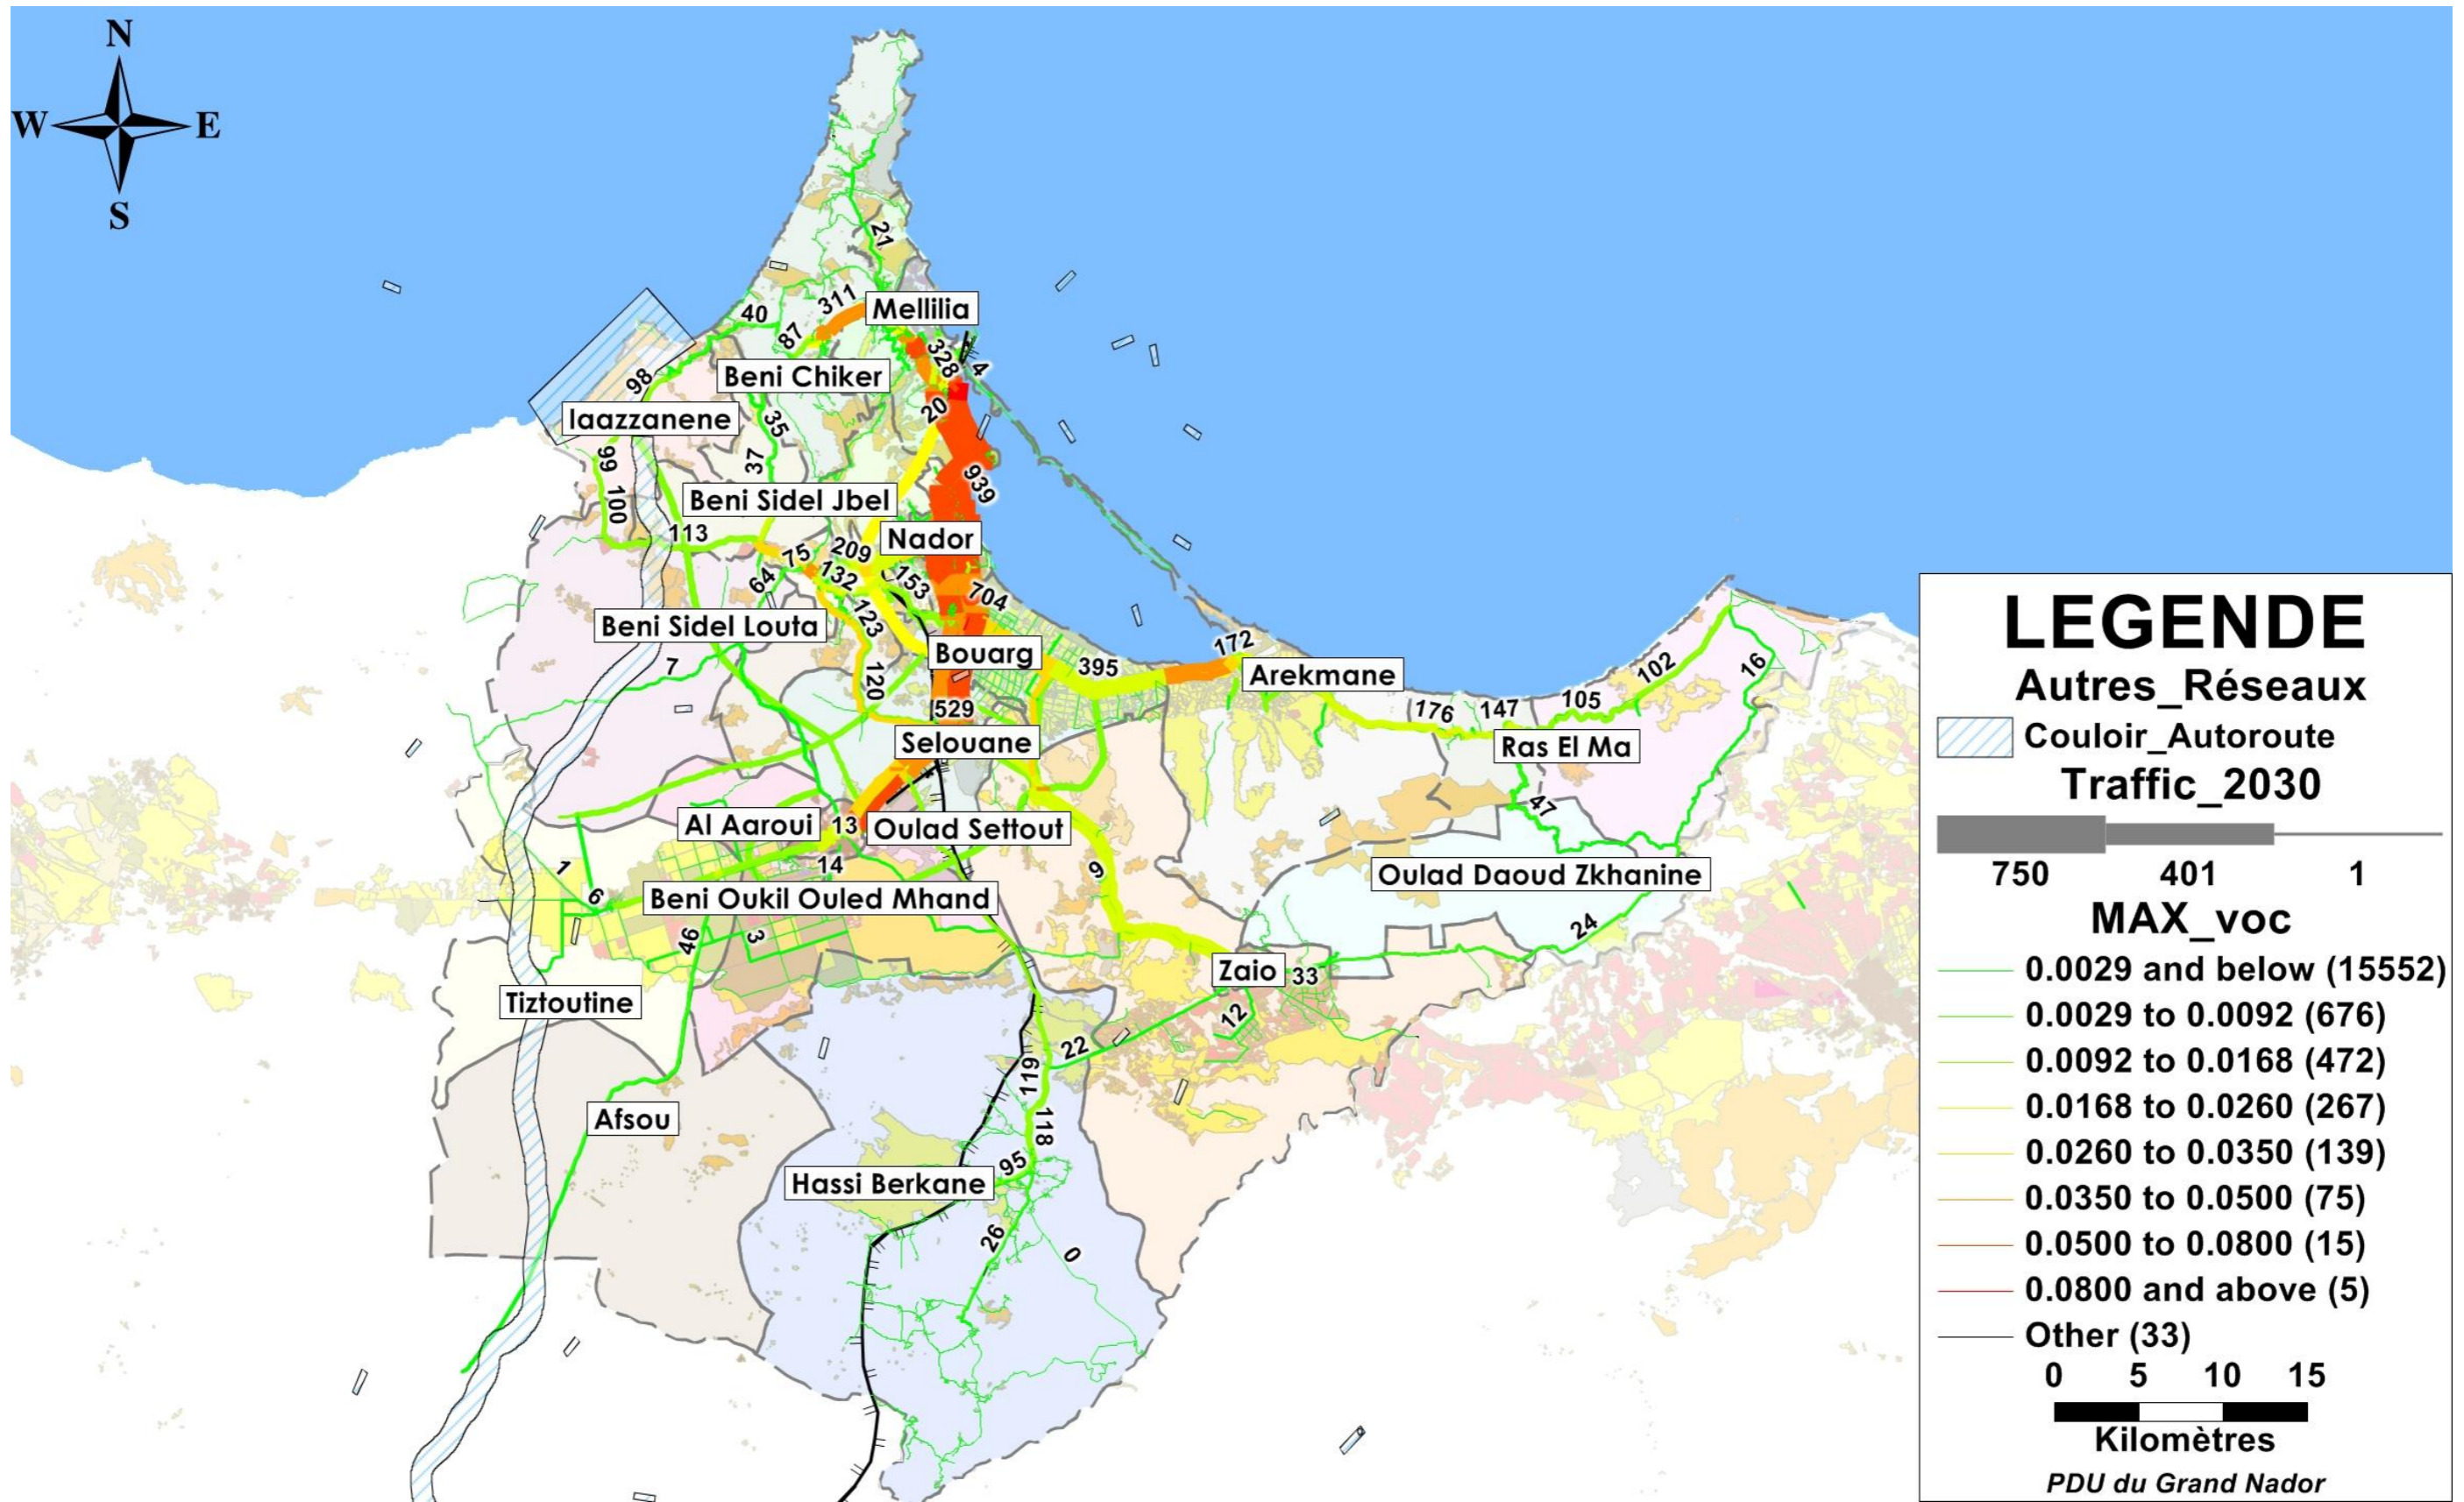 N
W E
S
21
311
Mellilia
40
87
328
4
Beni Chiker
98
20
Iaazzanene
35
99
37
939
100
Beni Sidel Jbel
113
Nador
75
209
132
153
64
704
123
Beni Sidel Louta
172
Bouarg
395
7
120
Arekmane
102
16
105
529
176
147
Selouane
Ras El Ma
47
Al Aaroui
13
Oulad Settout
14
1
6
9
Oulad Daoud Zkhanine
Beni Oukil Ouled Mhand
24
46
3
Zaio
33
Tiztoutine
12
22
119
Afsou
118
95
Hassi Berkane
26
0
LEGENDE
Autres_Réseaux
Couloir_Autoroute
Traffic_2030
750 401 1
MAX_voc
0.0029 and below (15552)
0.0029 to 0.0092 (676)
0.0092 to 0.0168 (472)
0.0168 to 0.0260 (267)
0.0260 to 0.0350 (139)
0.0350 to 0.0500 (75)
0.0500 to 0.0800 (15)
0.0800 and above (5)
Other (33)
0 5 10 15
Kilomètres
PDU du Grand Nador